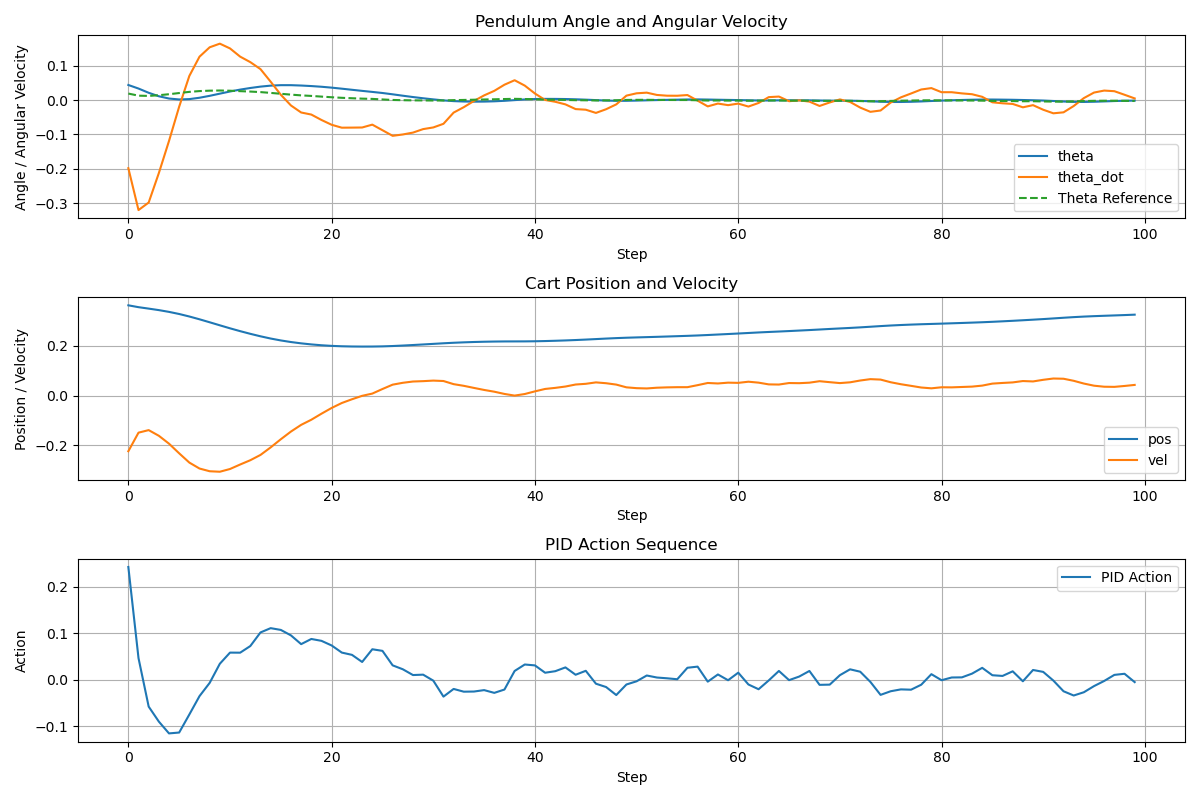 Pendulum Angle and Angular Velocity
Angle / Angular Velocity
0.1
0.0
−0.1
−0.2
−0.3
theta
theta_dot
Theta Reference
0 20 40 60 80 100
Step
Cart Position and Velocity
Position / Velocity
0.2
0.0
−0.2
pos
vel
0 20 40 60 80 100
Step
PID Action Sequence
Action
0.2
0.1
0.0
−0.1
PID Action
0 20 40 60 80 100
Step